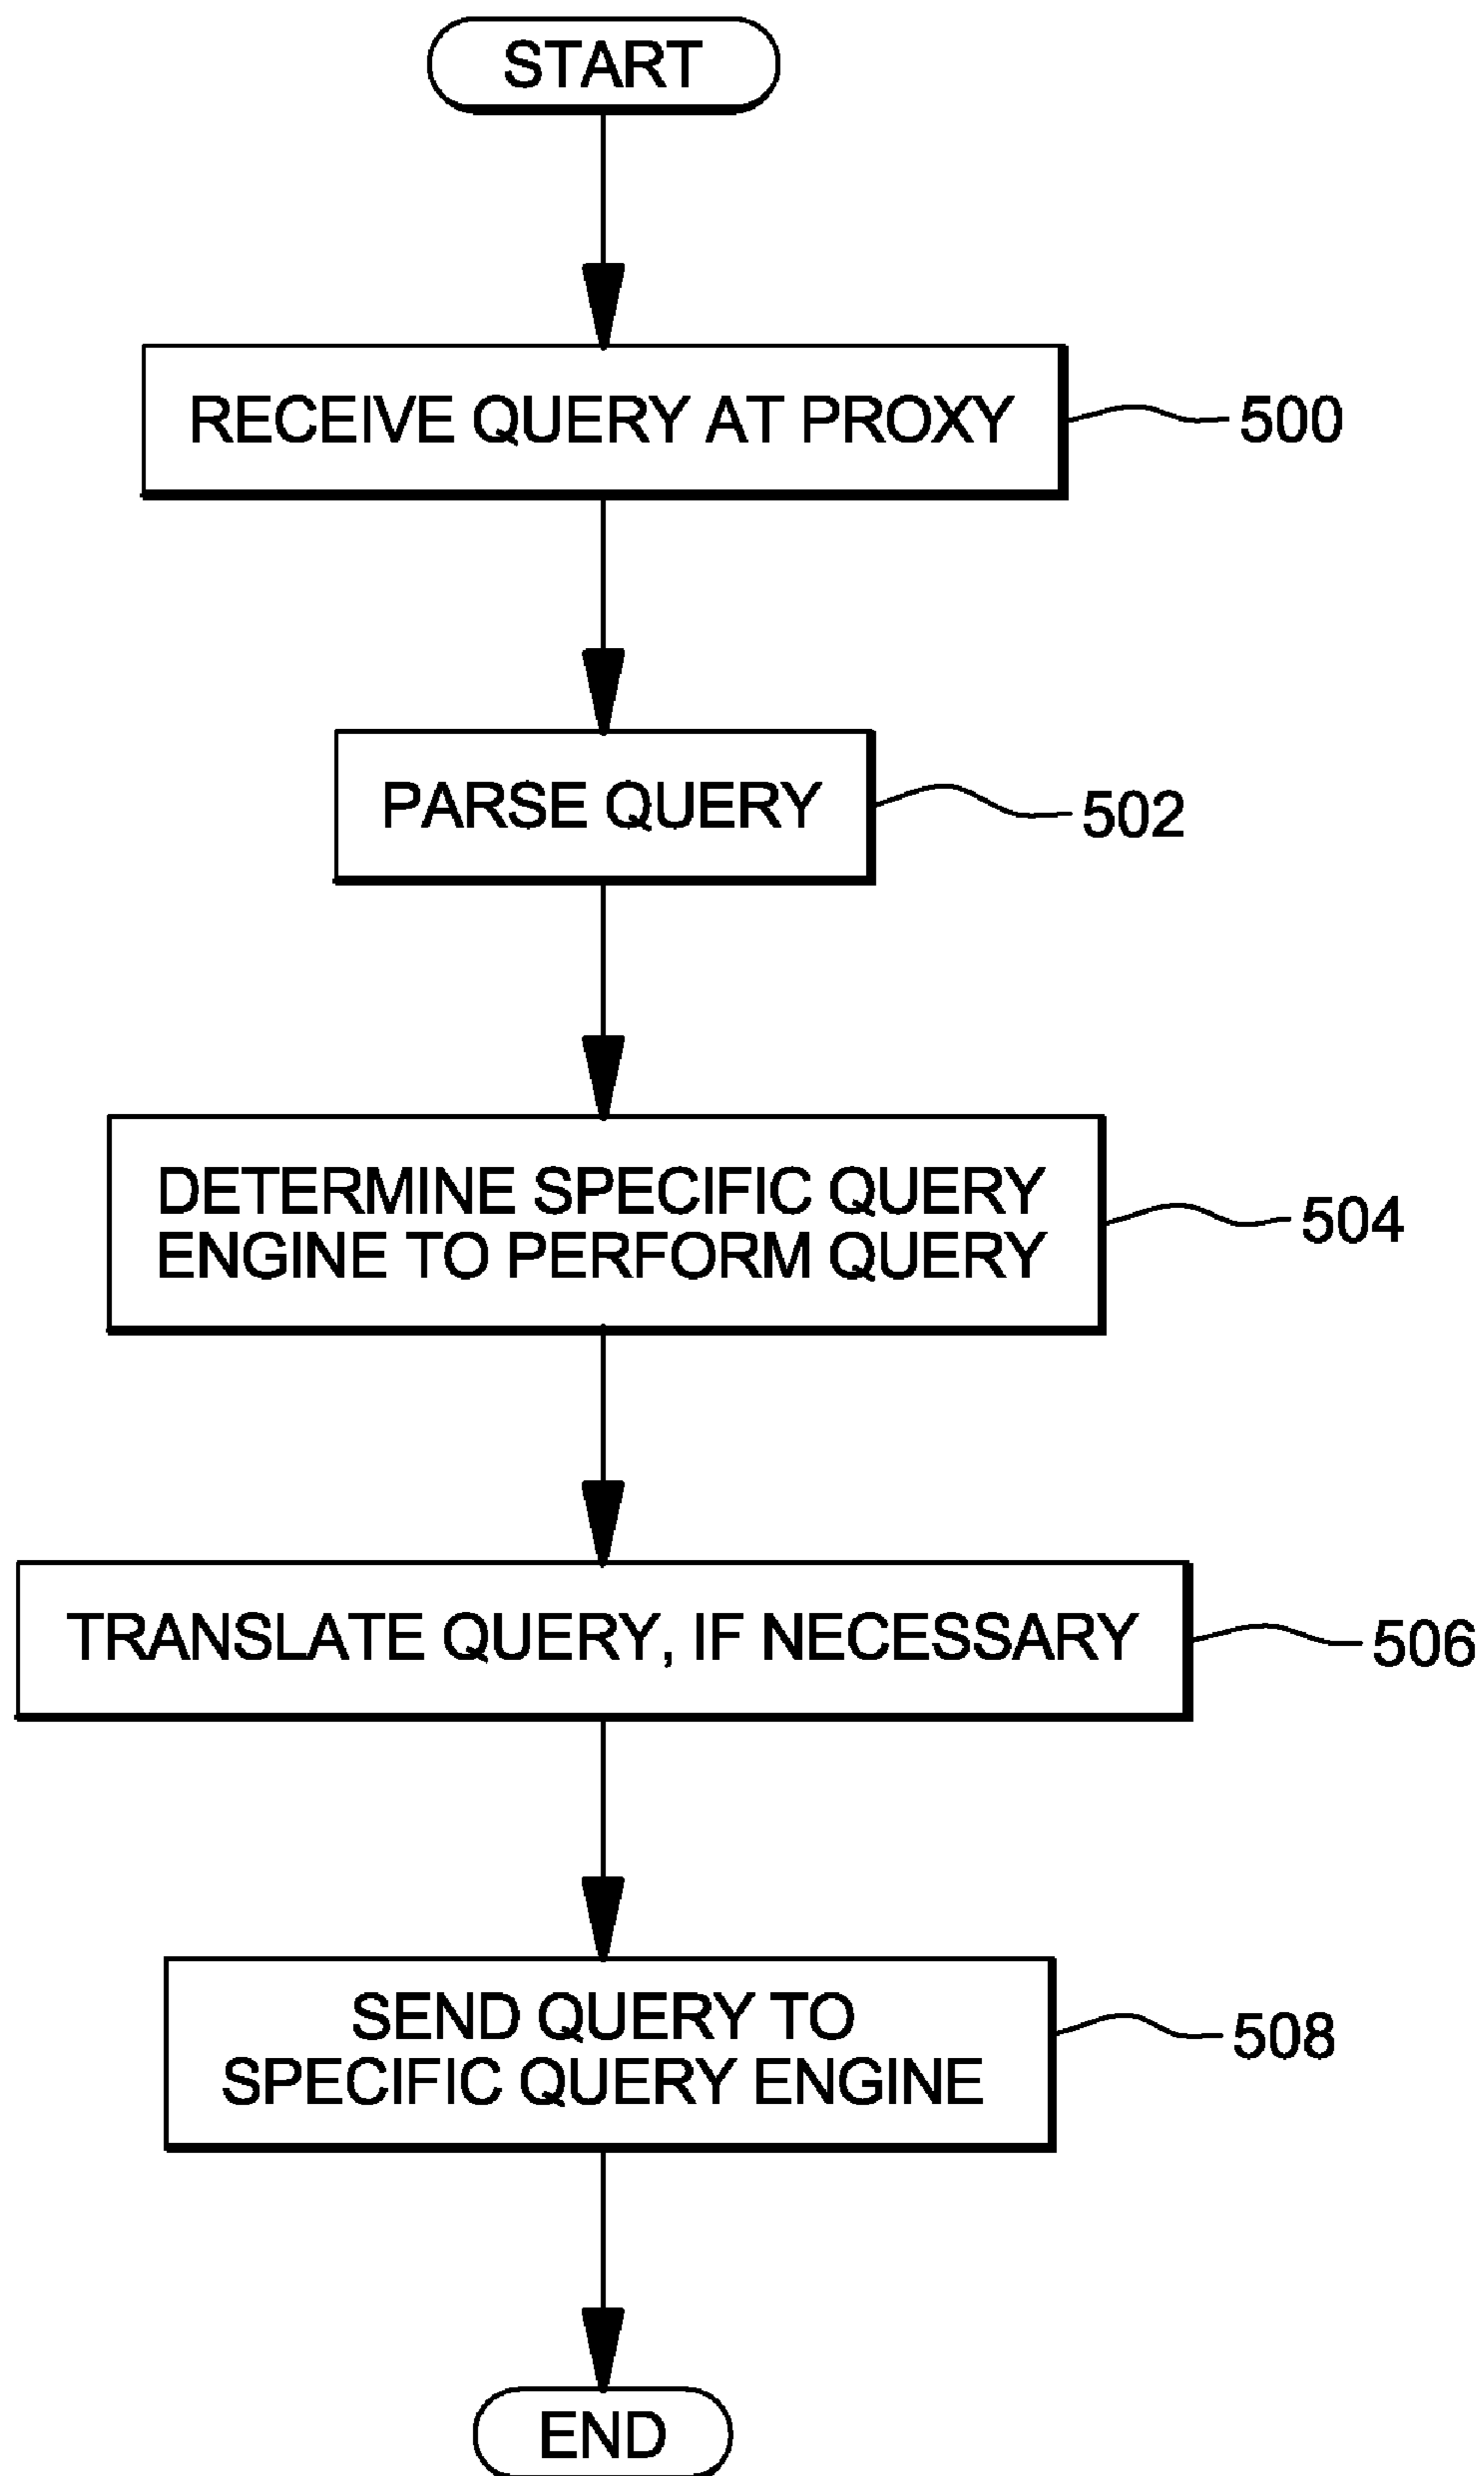 START
RECEIVE QUERY AT PROXY
500
PARSE QUERY
502
DETERMINE SPECIFIC QUERY
ENGINE TO PERFORM QUERY
504
TRANSLATE QUERY, IF NECESSARY
506
SEND QUERY TO
SPECIFIC QUERY ENGINE
508
END